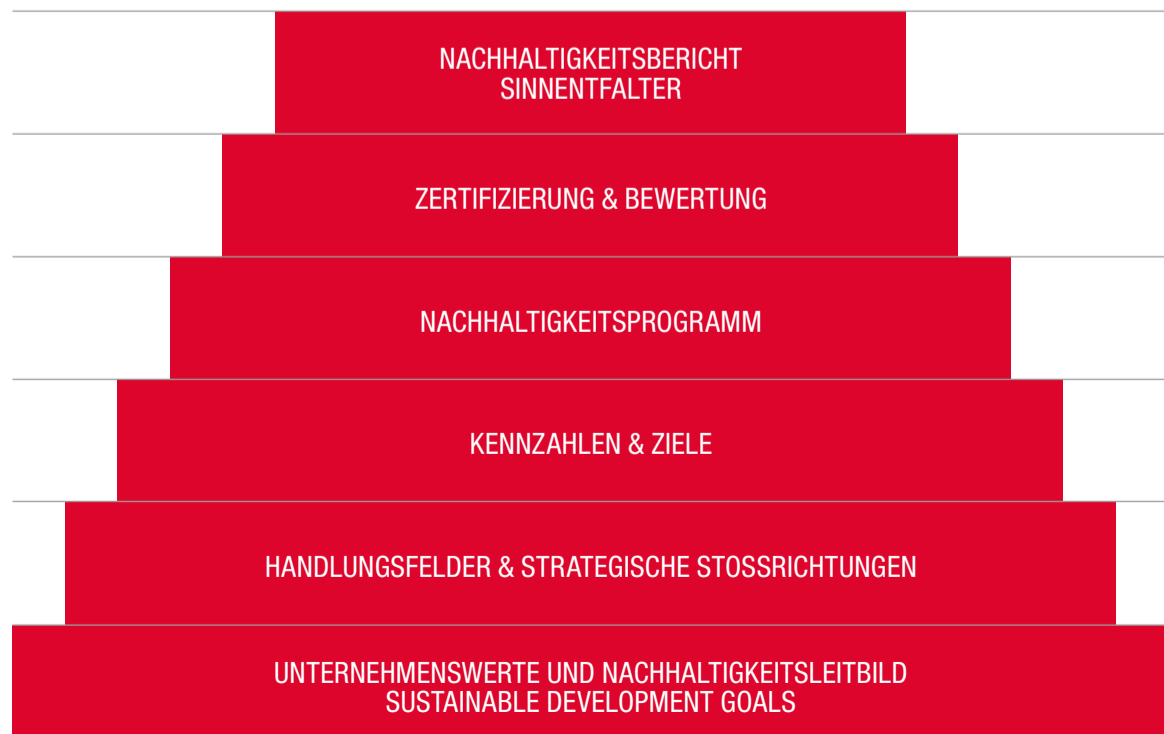 NACHHALTIGKEITSBERICHT
SINNENTFALTER
ZERTIFIZIERUNG & BEWERTUNG
NACHHALTIGKEITSPROGRAMM
KENNZAHLEN & ZIELE
HANDLUNGSFELDER & STRATEGISCHE STOSSRICHTUNGEN
UNTERNEHMENSWERTE UND NACHHALTIGKEITSLEITBILD
SUSTAINABLE DEVELOPMENT GOALS